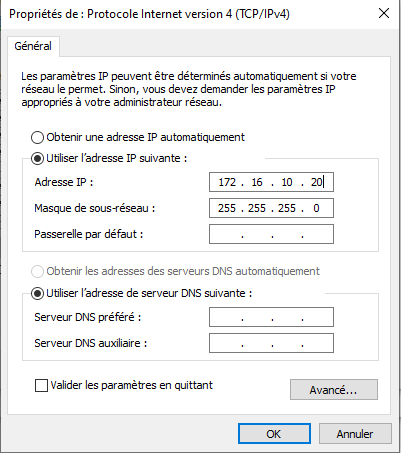 Propriétés de : Protocole Internet version 4 (TCP/IPv4)
Général
Les paramètres IP peuvent être déterminés automatiquement si votre
réseau le permet. Sinon, vous devez demander les paramètres IP
appropriés à votre administrateur réseau.
Obtenir une adresse IP automatiquement
Utiliser l'adresse IP suivante :
Adresse IP : 172 . 16 . 10 . 20
Masque de sous-réseau : 255 . 255 . 255 . 0
Passerelle par défaut : . . .
Obtenir les adresses des serveurs DNS automatiquement
Utiliser l'adresse de serveur DNS suivante :
Serveur DNS préféré : . . .
Serveur DNS auxiliaire : . . .
Valider les paramètres en quittant
Avancé...
OK Annuler